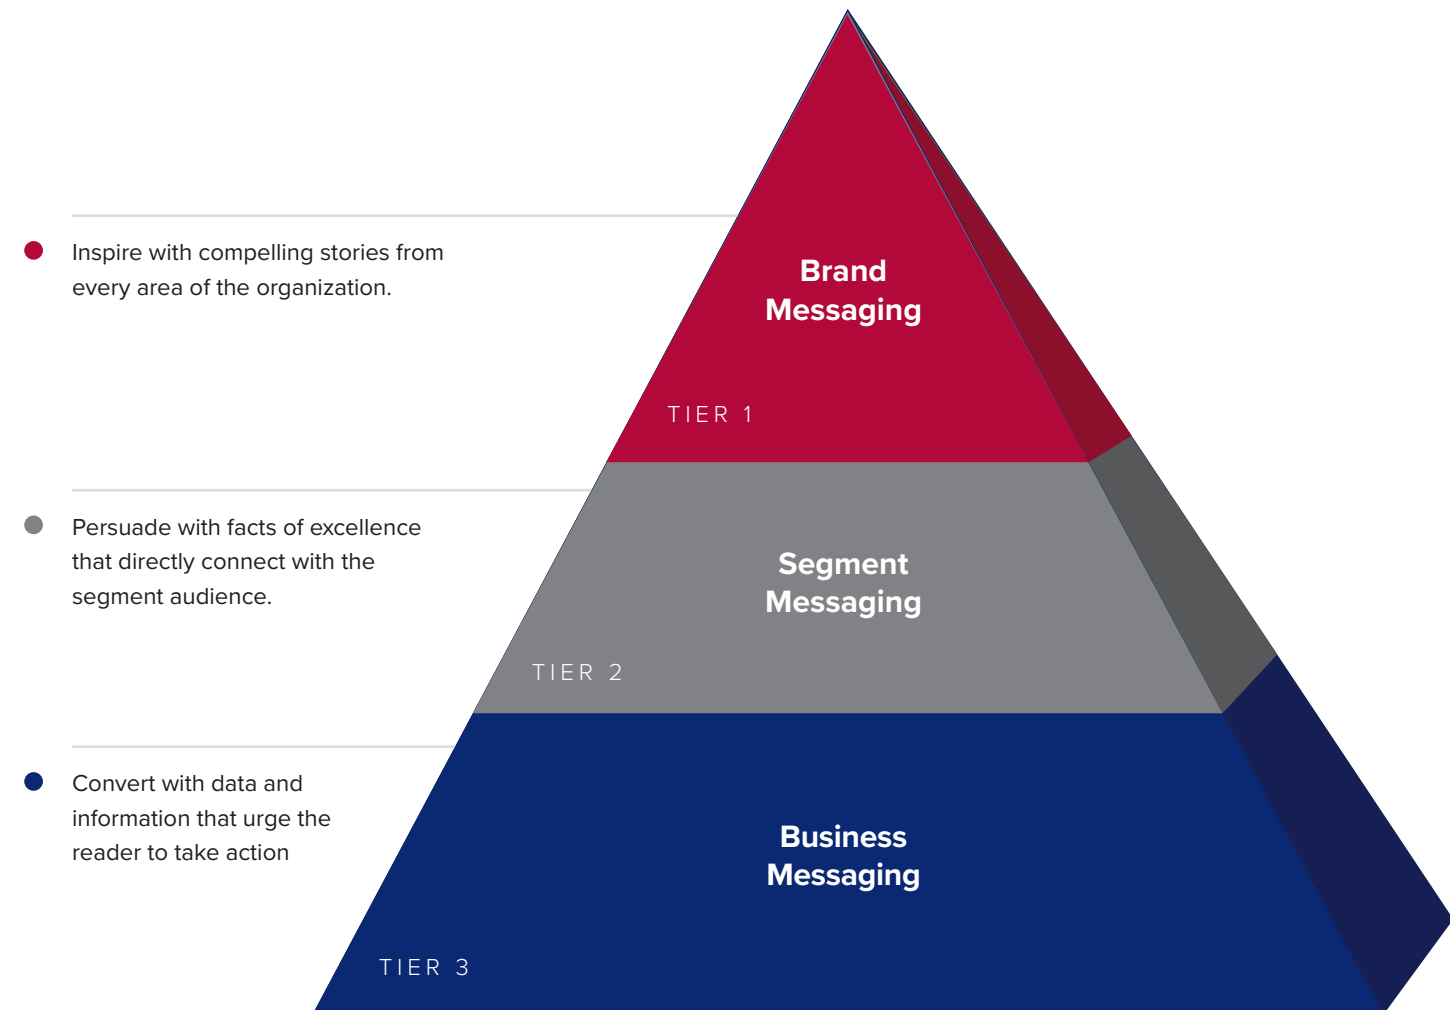 Inspire with compelling stories from
every area of the organization.
Brand
Messaging
TIER 1
Persuade with facts of excellence
that directly connect with the
segment audience.
Segment
Messaging
TIER 2
Convert with data and
information that urge the
reader to take action
Business
Messaging
TIER 3